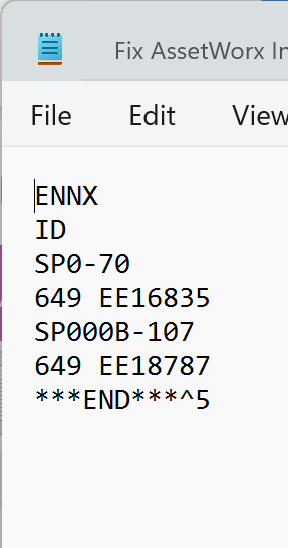 Fix AssetWorx In
File Edit View
ENNX
ID
SP0-70
649 EE16835
SP000B-107
649 EE18787
***END***^5